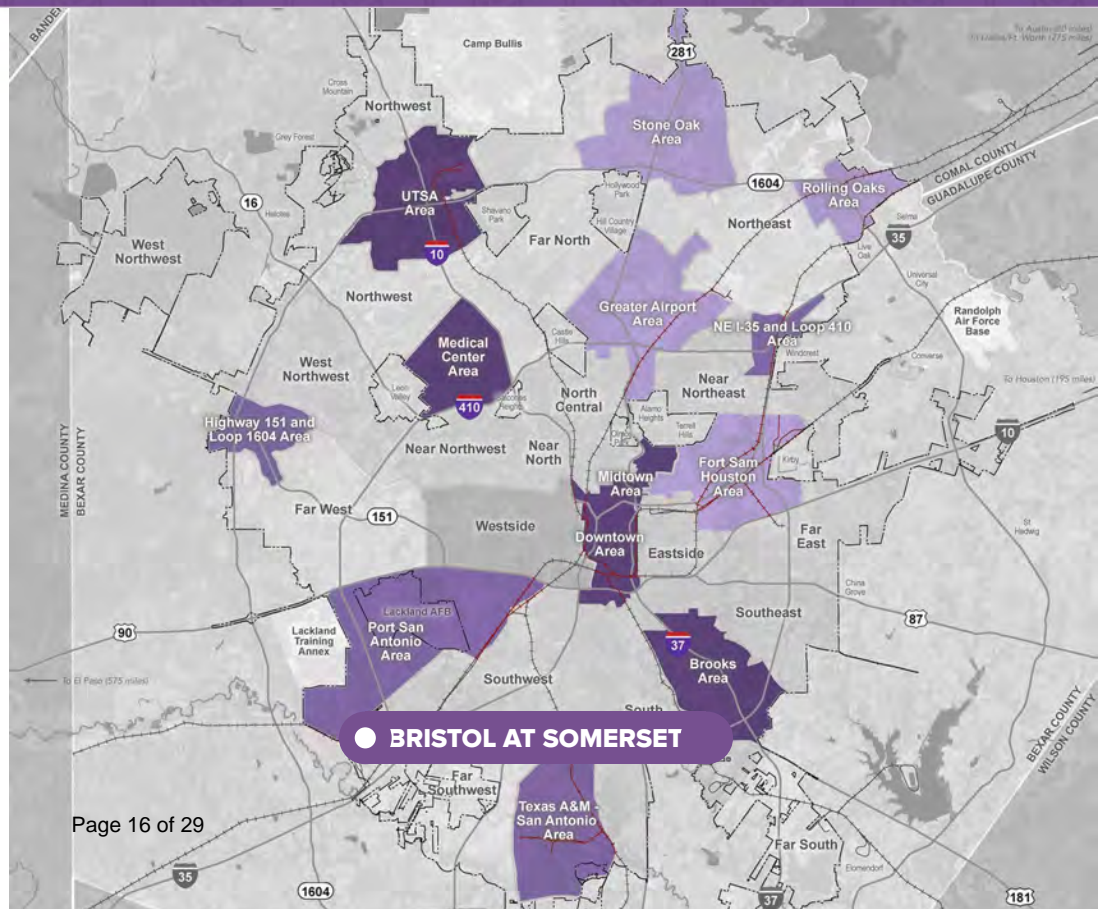 BANDE
Camp Bullis
281
To Austin (80 miles)
To Dallas/Ft. Worth (275 miles)
Cross
Mountain
Northwest
Stone Oak
Area
Grey Forest
COMAL COUNTY
GUADALUPE COUNTY
1604
Rolling Oaks
Area
UTSA
Area
Hollywood
Park
16
Helotes
Shavano
Park
Hill Country
Village
Northeast
Selma
35
West
Northwest
Far North
10
Live
Oak
Universal
City
Northwest
Greater Airport
Area
NE I-35 and Loop 410
Area
Randolph
Air Force
Base
Medical
Center
Area
Castle
Hills
Windcrest
Converse
West
Northwest
Leon
Valley
North
Central
Near
Northeast
To Houston (195 miles)
410
Balcones
Heights
Alamo
Heights
Terrell
Hills
Highway 151 and
Loop 1604 Area
10
Near Northwest
Near
North
Olmos
Park
Kirby
Midtown
Area
Fort Sam
Houston
Area
MEDINA COUNTY
BEXAR COUNTY
Far West
151
Westside
Downtown
Area
Eastside
Far
East
St
Hedwig
China
Grove
Lackland AFB
Southeast
87
90
Lackland
Training
Annex
Port San
Antonio
Area
37
Brooks
Area
To El Paso (575 miles)
Southwest
South
BRISTOL AT SOMERSET
BEXAR COUNTY
WILSON COUNTY
Far
Southwest
Texas A&M -
San Antonio
Area
Page 16 of 29
Far South
Elmendorf
35
1604
37
181